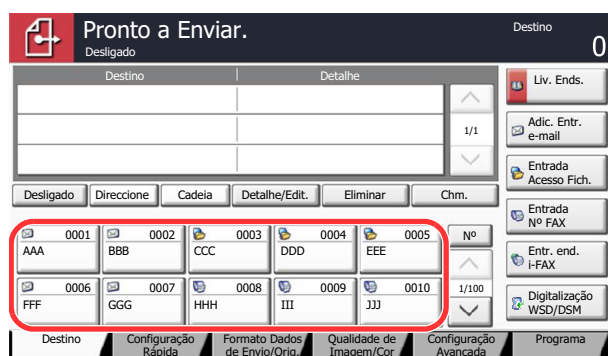 Pronto a Enviar.
Desligado
Destino
0
Destino Detalhe
1/1
Liv. Ends.
Adic. Entr.
e-mail
Entrada
Acesso Fich.
Entrada
Nº FAX
Entr. end.
i-FAX
Digitalização
WSD/DSM
Desligado Direccione Cadeia Detalhe/Edit. Eliminar Chm.
0001 0002 0003 0004 0005
AAA BBB CCC DDD EEE
0006 0007 0008 0009 0010
FFF GGG HHH III JJJ
Nº
1/100
Destino
Configuração
Rápida
Formato Dados
de Envio/Orig.
Qualidade de
Imagem/Cor
Configuração
Avançada
Programa